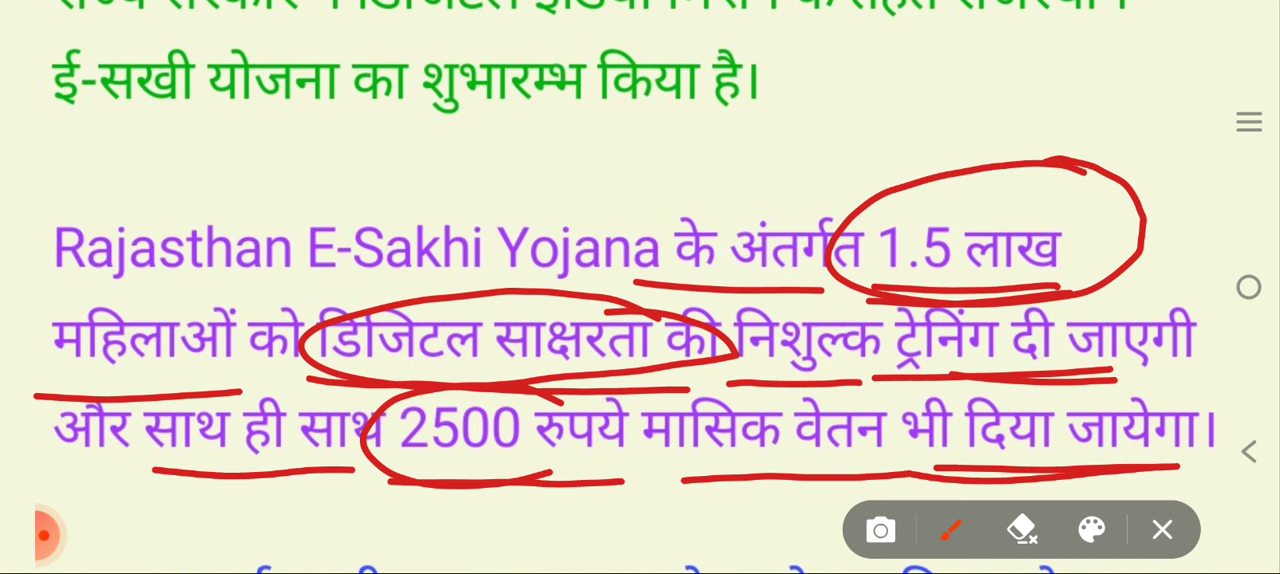 ई-सखी योजना का शुभारम्भ किया है।
Rajasthan E-Sakhi Yojana के अंतर्गत 1.5 लाख
महिलाओं को डिजिटल साक्षरता की निशुल्क ट्रेनिंग दी जाएगी
और साथ ही साथ 2500 रुपये मासिक वेतन भी दिया जायेगा।